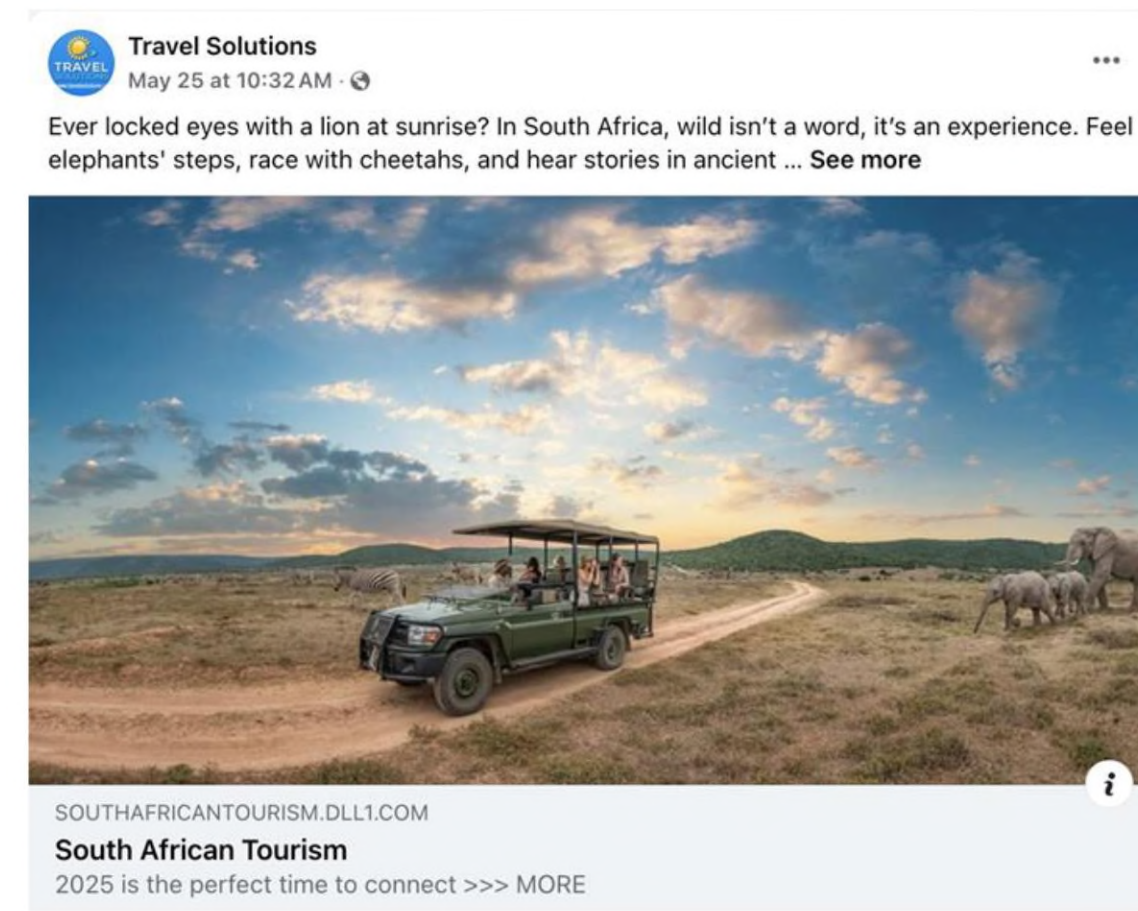 Travel Solutions
May 25 at 10:32 AM ·
TRAVEL
SOLUTIONS
Ever locked eyes with a lion at sunrise? In South Africa, wild isn’t a word, it’s an experience. Feel
elephants' steps, race with cheetahs, and hear stories in ancient ... See more
i
SOUTHAFRICANTOURISM.DLL1.COM
South African Tourism
2025 is the perfect time to connect >>> MORE